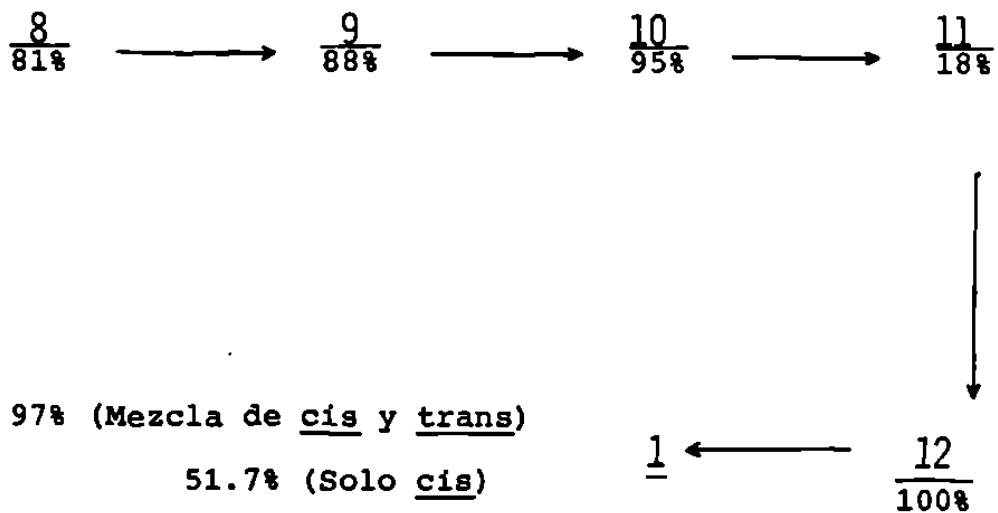 8 9 10 11
81% 88% 95% 18%
97% (Mezcla de cis y trans)
1 12
51.7% (Solo cis)
100%